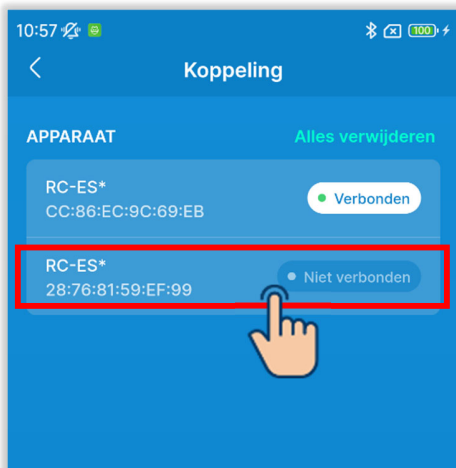 10:57
100
Koppeling
APPARAAT
Alles verwijderen
RC-ES*
CC:86:EC:9C:69:EB
Verbonden
RC-ES*
28:76:81:59:EF:99
Niet verbonden